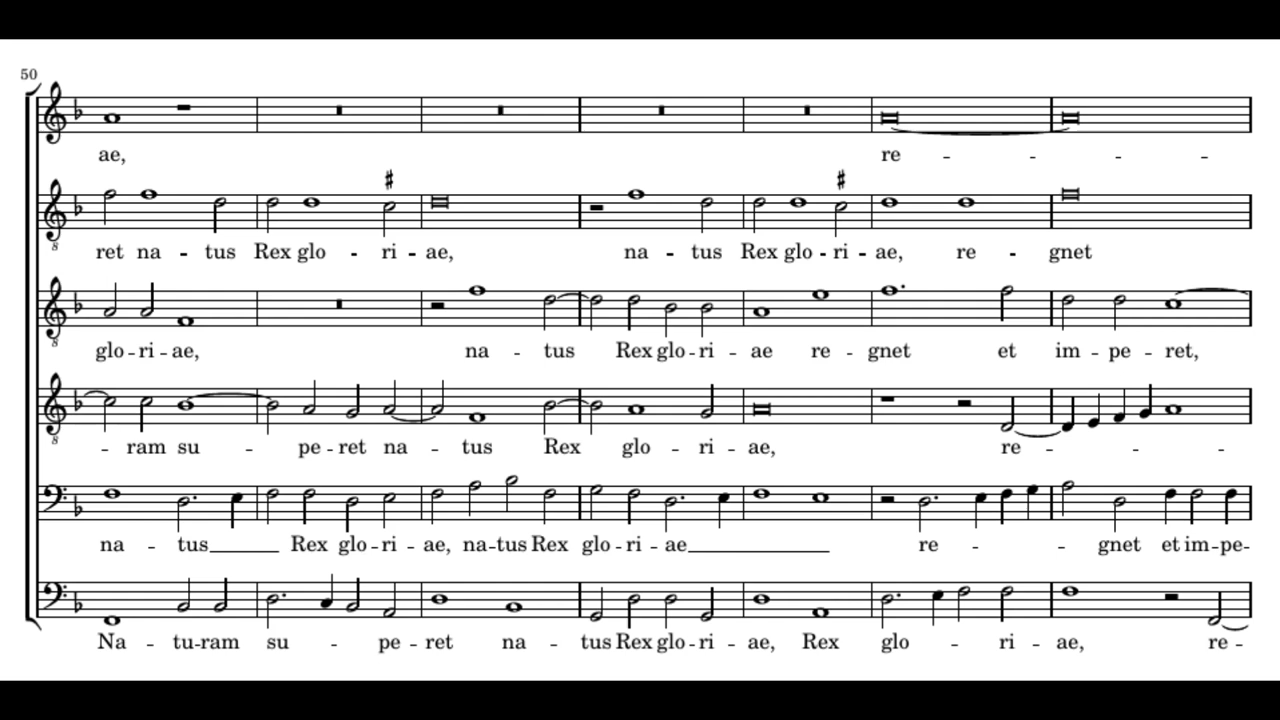 50
ae, re - - - -
ret na - tus Rex glo - ri - ae, na - tus Rex glo - ri - ae, re - gnet
glo - ri - ae, na - tus Rex glo - ri - ae re - gnet et im - pe - ret,
- ram su - pe - ret na - tus Rex glo - ri - ae, re - - -
na - tus Rex glo - ri - ae, na - tus Rex glo - ri - ae re - - gnet et im - pe -
Na - tu - ram su - pe - ret na - tus Rex glo - ri - ae, Rex glo - ri - ae, re -